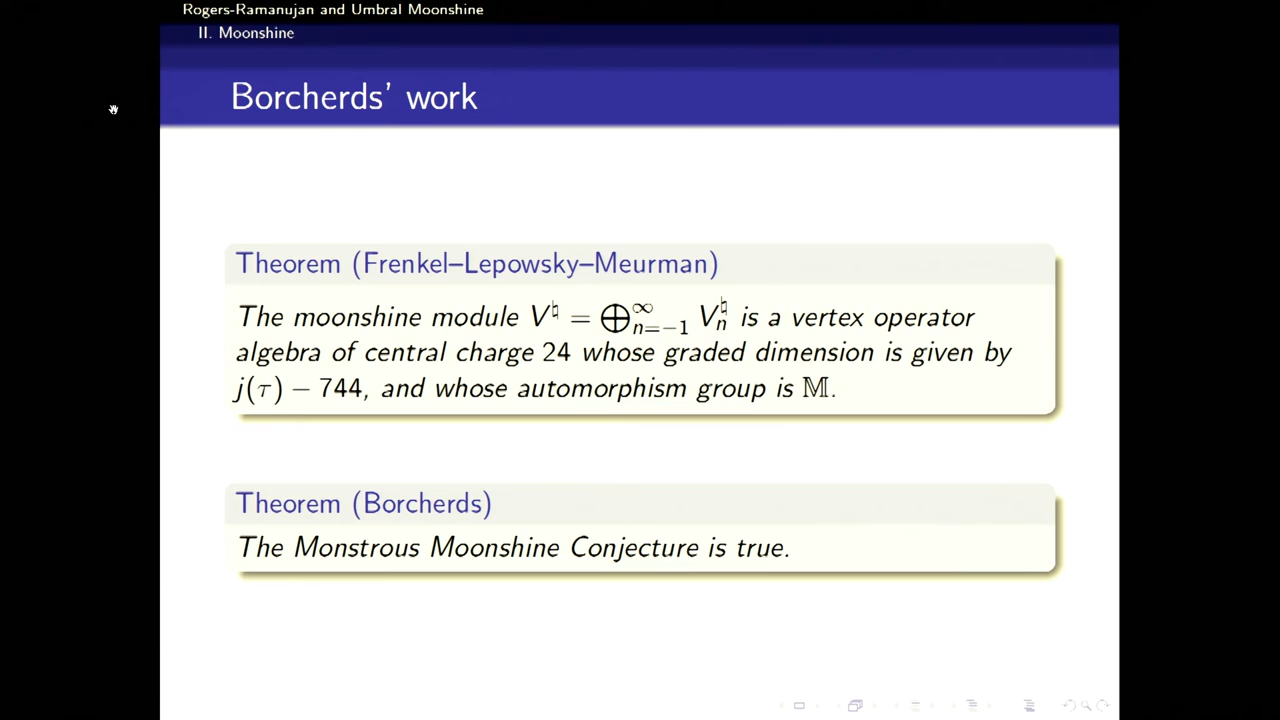 Rogers-Ramanujan and Umbral Moonshine
II. Moonshine
Borcherds' work
Theorem (Frenkel–Lepowsky–Meurman)
The moonshine module V♮ = ⊕∞n=−1 V♮n is a vertex operator
algebra of central charge 24 whose graded dimension is given by
j(τ) − 744, and whose automorphism group is 𝕄.
Theorem (Borcherds)
The Monstrous Moonshine Conjecture is true.